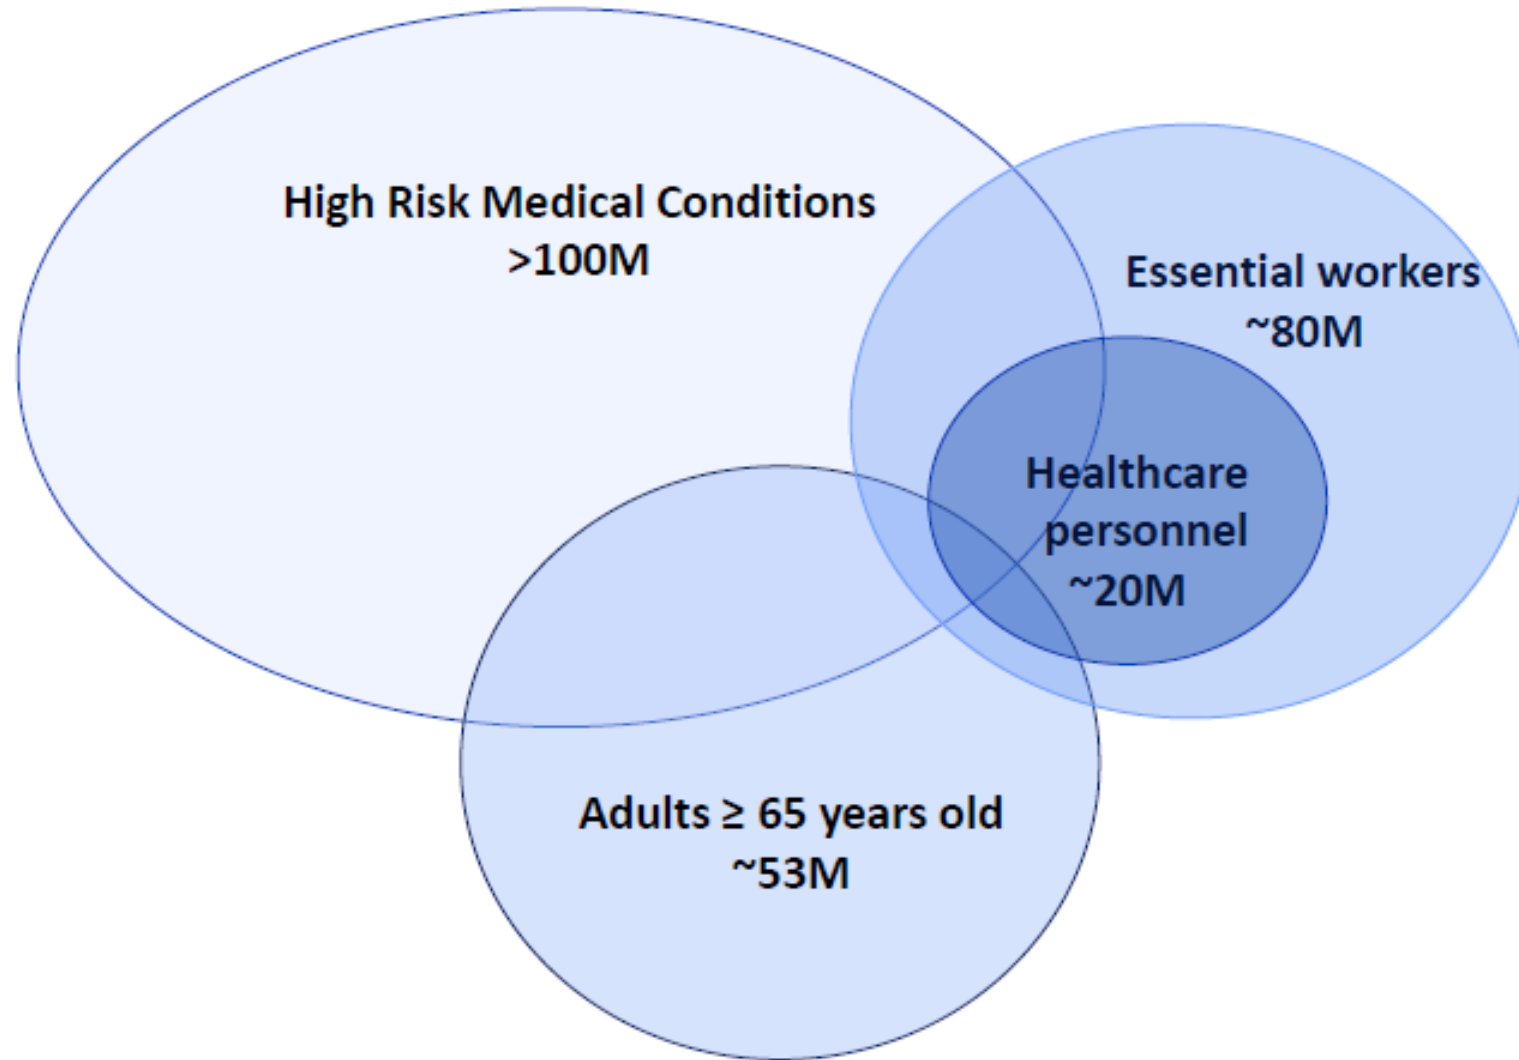 High Risk Medical Conditions
>100M
Essential workers
~80M
Healthcare
personnel
~20M
Adults ≥ 65 years old
~53M